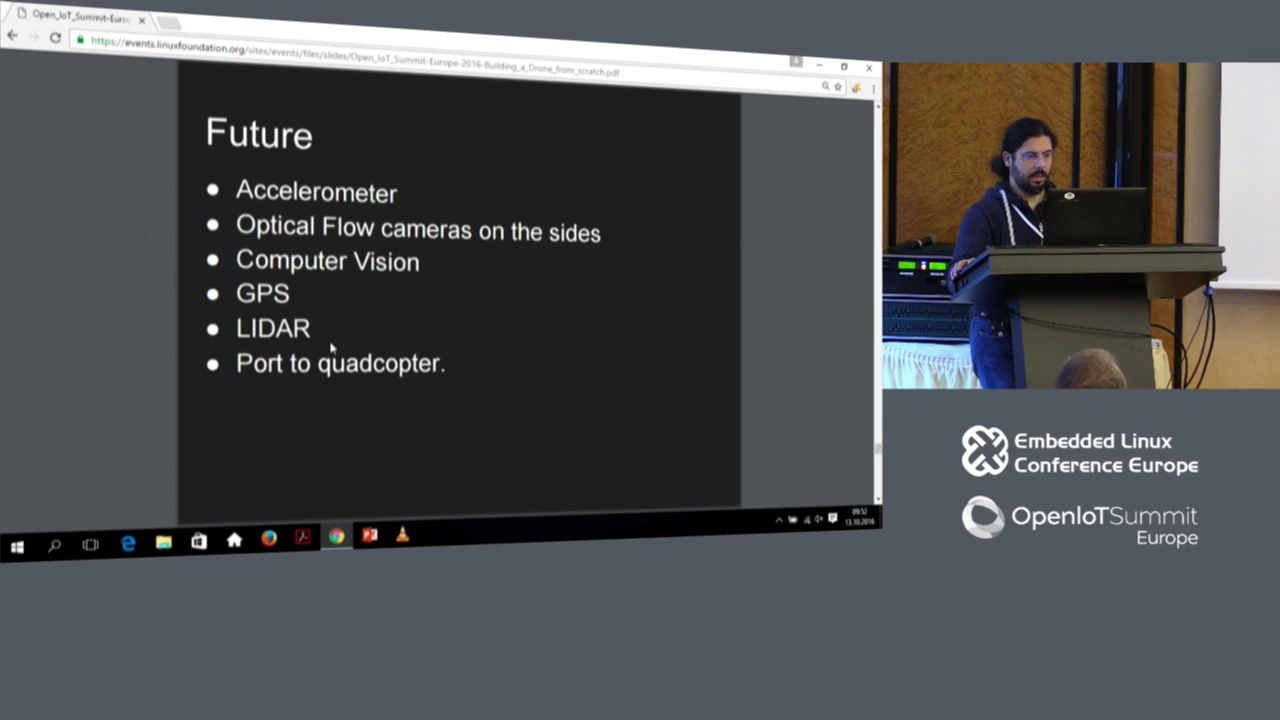 Open_IoT_Summit-Euro
https://events.linuxfoundation.org/sites/events/files/slides/Open_IoT_Summit-Europe-2016-Building_a_Drone_from_scratch.pdf
Future
● Accelerometer
● Optical Flow cameras on the sides
● Computer Vision
● GPS
● LIDAR
● Port to quadcopter.
09:52
13.10.2016
Embedded Linux
Conference Europe
OpenIoTSummit
Europe